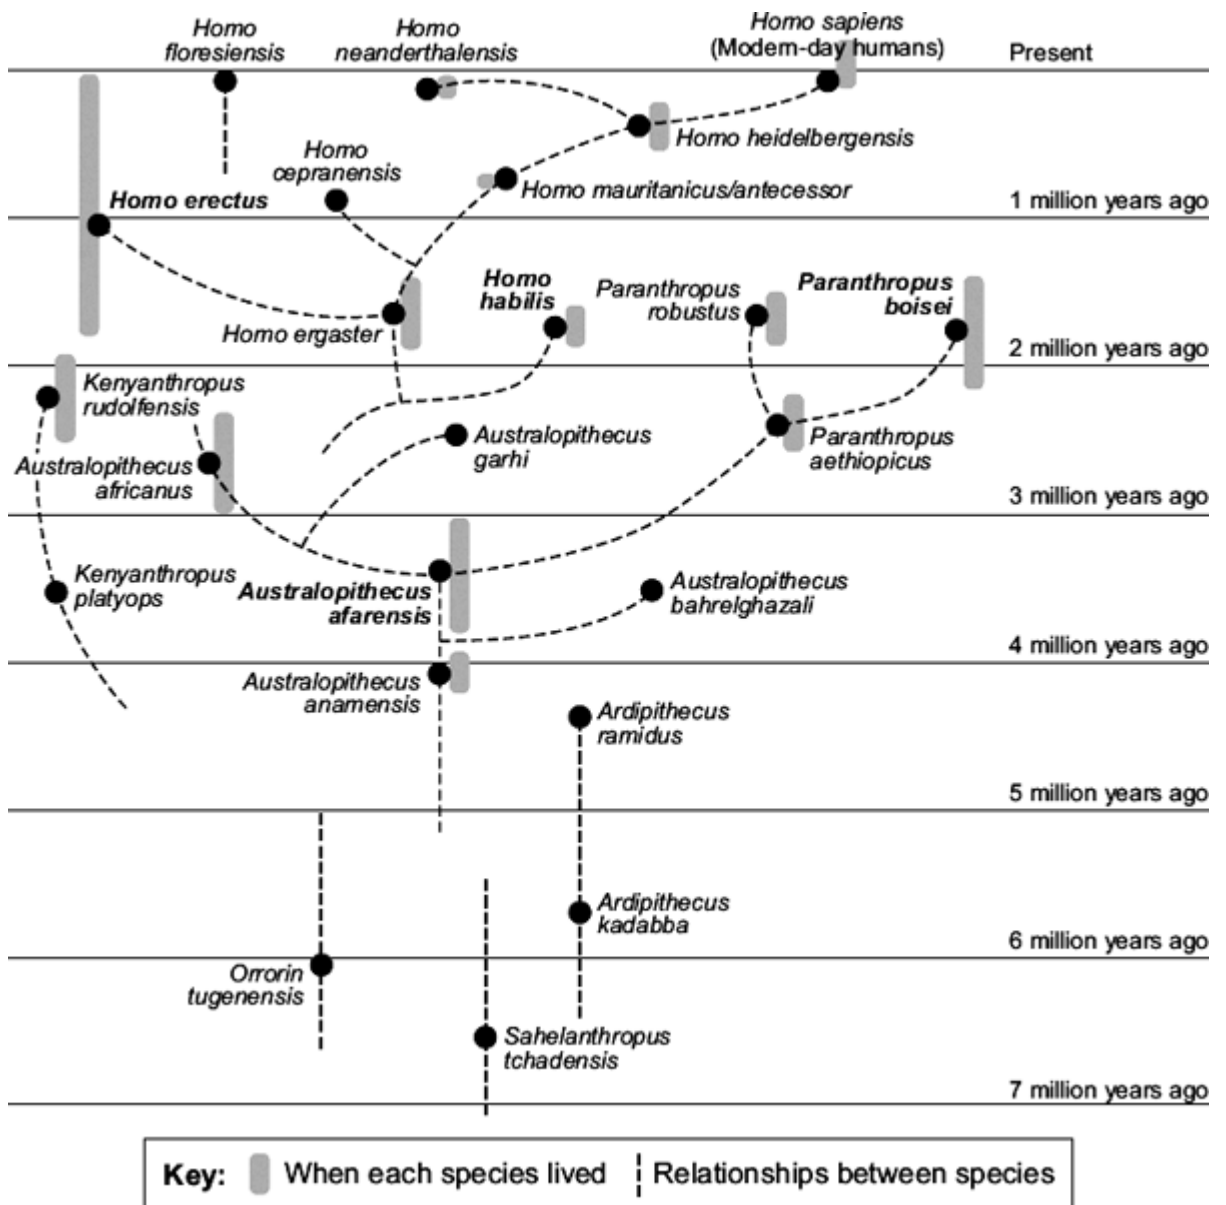 Homo
floresiensis
Homo
neanderthalensis
Homo sapiens
(Modern-day humans)
Present
Homo heidelbergensis
Homo
cepranensis
Homo mauritanicus/antecessor
Homo erectus
1 million years ago
Homo
habilis
Paranthropus
robustus
Paranthropus
boisei
Homo ergaster
2 million years ago
Kenyanthropus
rudolfensis
Australopithecus
africanus
Australopithecus
garhi
Paranthropus
aethiopicus
3 million years ago
Kenyanthropus
platyops
Australopithecus
afarensis
Australopithecus
bahrelghazali
4 million years ago
Australopithecus
anamensis
Ardipithecus
ramidus
5 million years ago
Ardipithecus
kadabba
6 million years ago
Orrorin
tugenensis
Sahelanthropus
tchadensis
7 million years ago
Key: When each species lived Relationships between species